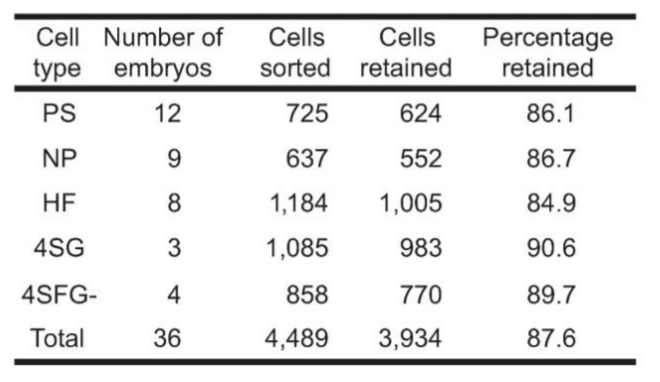 Cell type Number of embryos Cells sorted Cells retained Percentage retained
PS 12 725 624 86.1
NP 9 637 552 86.7
HF 8 1,184 1,005 84.9
4SG 3 1,085 983 90.6
4SFG- 4 858 770 89.7
Total 36 4,489 3,934 87.6